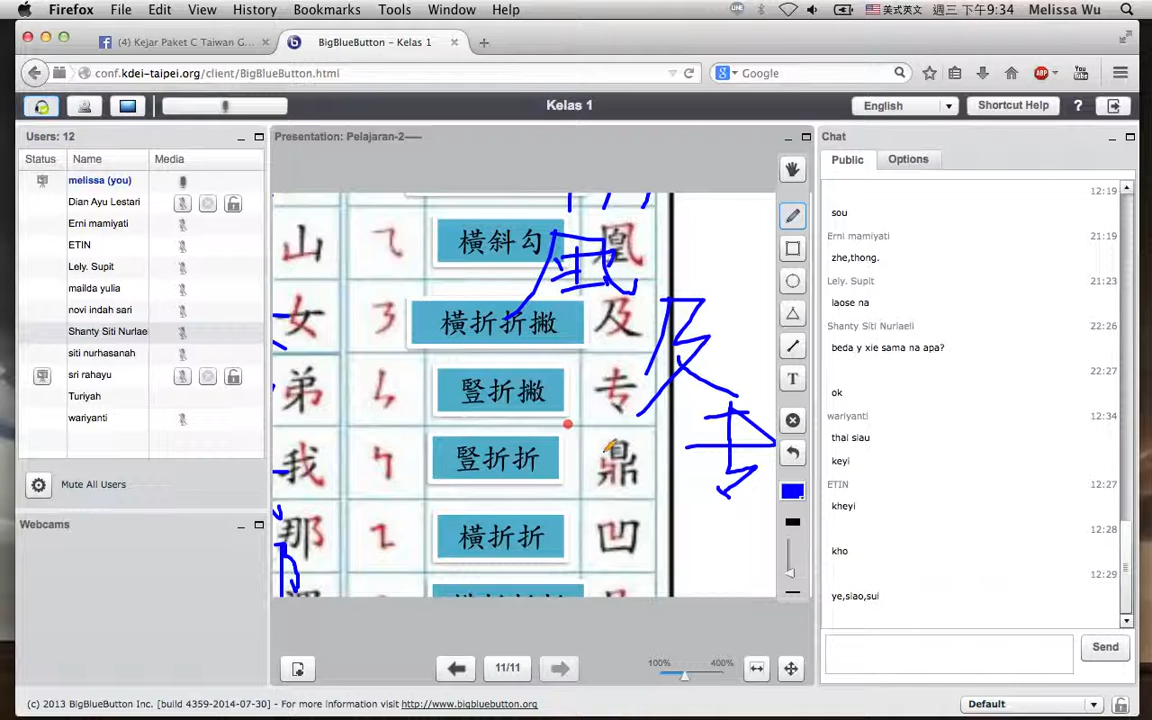 Firefox File Edit View History Bookmarks Tools Window Help 美式英文 週三 下午9:34 Melissa Wu
(4) Kejar Paket C Taiwan G... BigBlueButton - Kelas 1
conf.kdei-taipei.org/client/BigBlueButton.html Google
Kelas 1 English Shortcut Help ?
Users: 12
Status Name Media
melissa (you)
Dian Ayu Lestari
Erni mamiyati
ETIN
Lely. Supit
mailda yulia
novi indah sari
Shanty Siti Nurlae
siti nurhasanah
sri rahayu
Turiyah
wariyanti
Mute All Users
Webcams
Presentation: Pelajaran-2----
山 橫斜勾 凰
女 橫折折撇 及 及
弟 豎折撇 专 专
我 豎折折 鼎
那 橫折折 凹
T
11/11 100% 400%
Chat
Public Options
12:19
sou
Erni mamiyati 21:19
zhe,thong.
Lely. Supit 21:21
laose na
Shanty Siti Nurlaeli 22:26
beda y xie sama na apa?
22:27
ok
wariyanti 12:34
thai siau
keyi
ETIN 12:27
kheyi
12:28
kho
12:29
ye,siao,sui
Send
(c) 2013 BigBlueButton Inc. [build 4359-2014-07-30] - For more information visit http://www.bigbluebutton.org Default